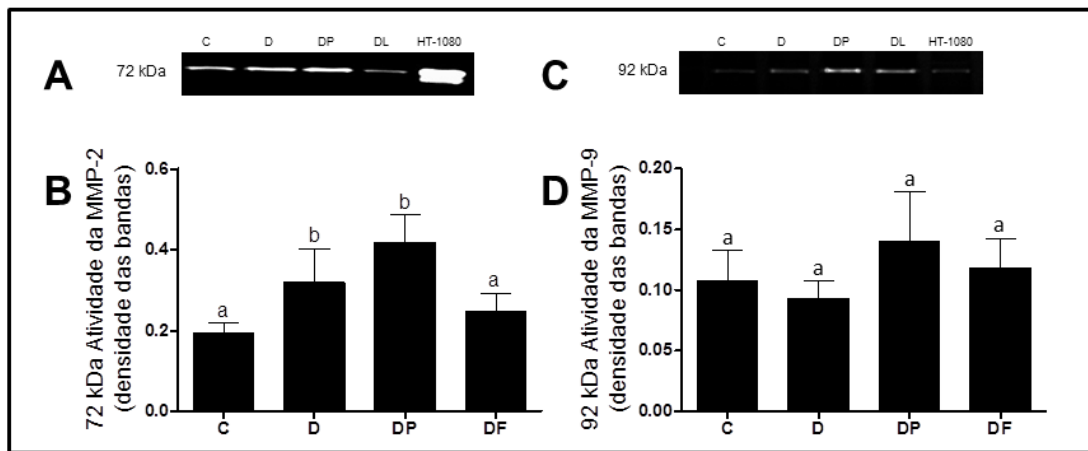 A
C D DP DL HT-1080
72 kDa
C
C D DP DL HT-1080
92 kDa
B
72 kDa Atividade da MMP-2
(densidade das bandas)
0.6
0.4
0.2
0.0
a
b
b
a
C D DP DF
D
92 kDa Atividade da MMP-9
(densidade das bandas)
0.20
0.15
0.10
0.05
0.00
a
a
a
a
C D DP DF